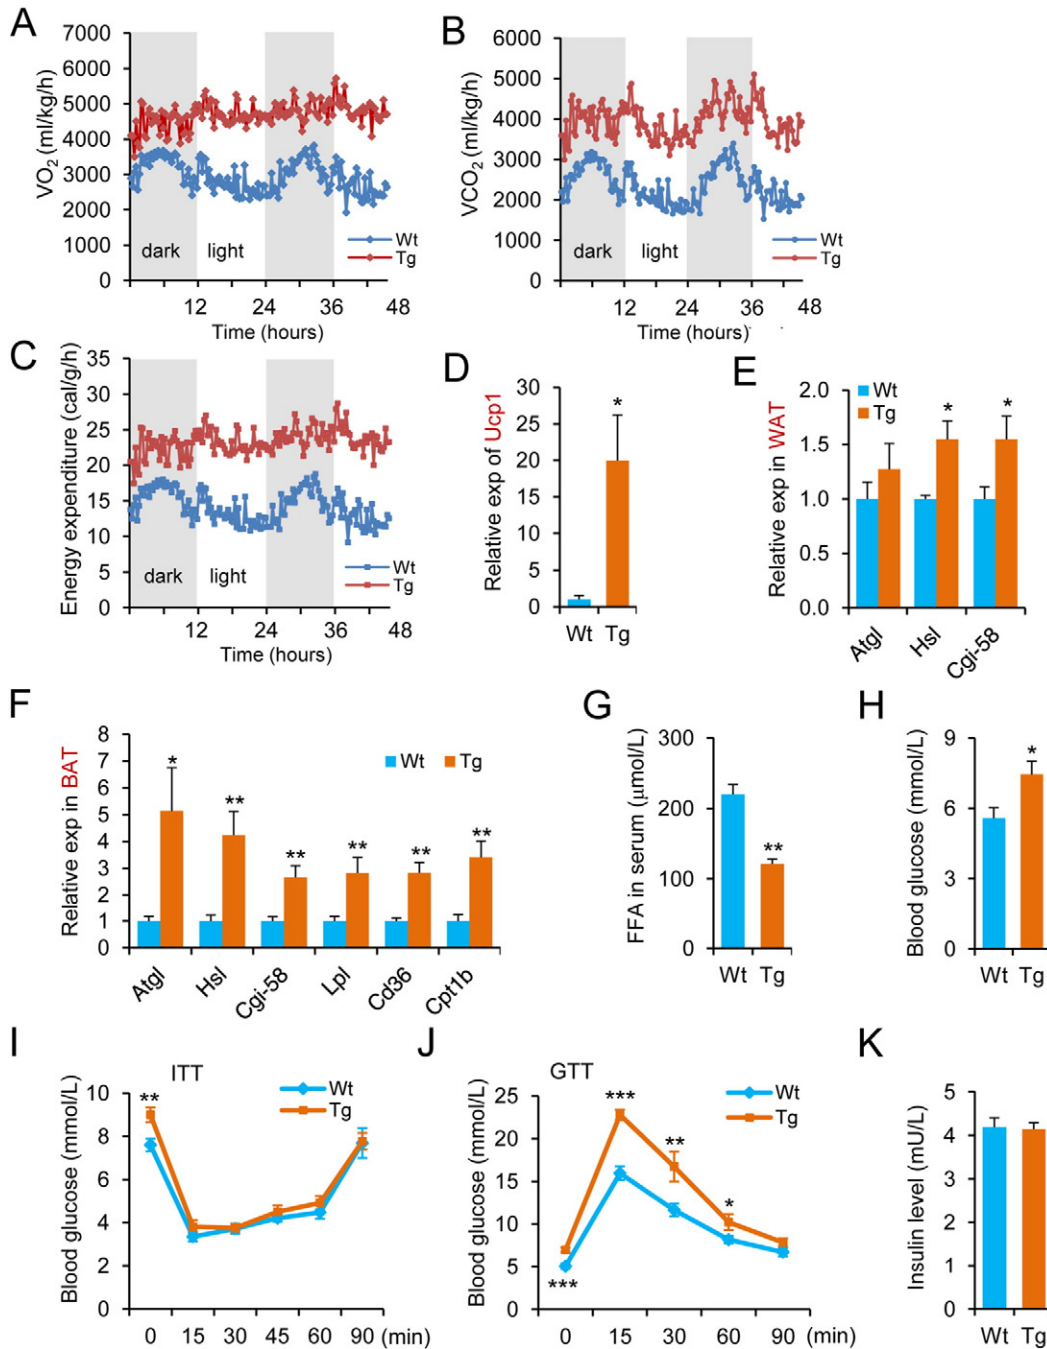 A
VO2 (ml/kg/h)
7000
6000
5000
4000
3000
2000
1000
0
dark
light
Wt
Tg
12
24
36
48
Time (hours)
B
VCO2 (ml/kg/h)
6000
5000
4000
3000
2000
1000
0
dark
light
Wt
Tg
12
24
36
48
Time (hours)
C
Energy expenditure (cal/g/h)
35
30
25
20
15
10
5
0
dark
light
Wt
Tg
12
24
36
48
Time (hours)
D
Relative exp of Ucp1
30
25
20
15
10
5
0
*
Wt
Tg
E
Relative exp in WAT
2.0
1.5
1.0
0.5
0.0
Wt
Tg
*
*
Atgl
Hsl
Cgi-58
F
Relative exp in BAT
8
7
6
5
4
3
2
1
0
Wt
Tg
*
**
**
**
**
**
Atgl
Hsl
Cgi-58
Lpl
Cd36
Cpt1b
G
FFA in serum (μmol/L)
300
200
100
0
**
Wt
Tg
H
Blood glucose (mmol/L)
9
6
3
0
*
Wt
Tg
I
ITT
Blood glucose (mmol/L)
10
8
6
4
2
0
**
Wt
Tg
0
15
30
45
60
90 (min)
J
GTT
Blood glucose (mmol/L)
25
20
15
10
5
0
***
***
**
*
Wt
Tg
0
15
30
60
90
(min)
K
Insulin level (mU/L)
5
4
3
2
1
0
Wt
Tg